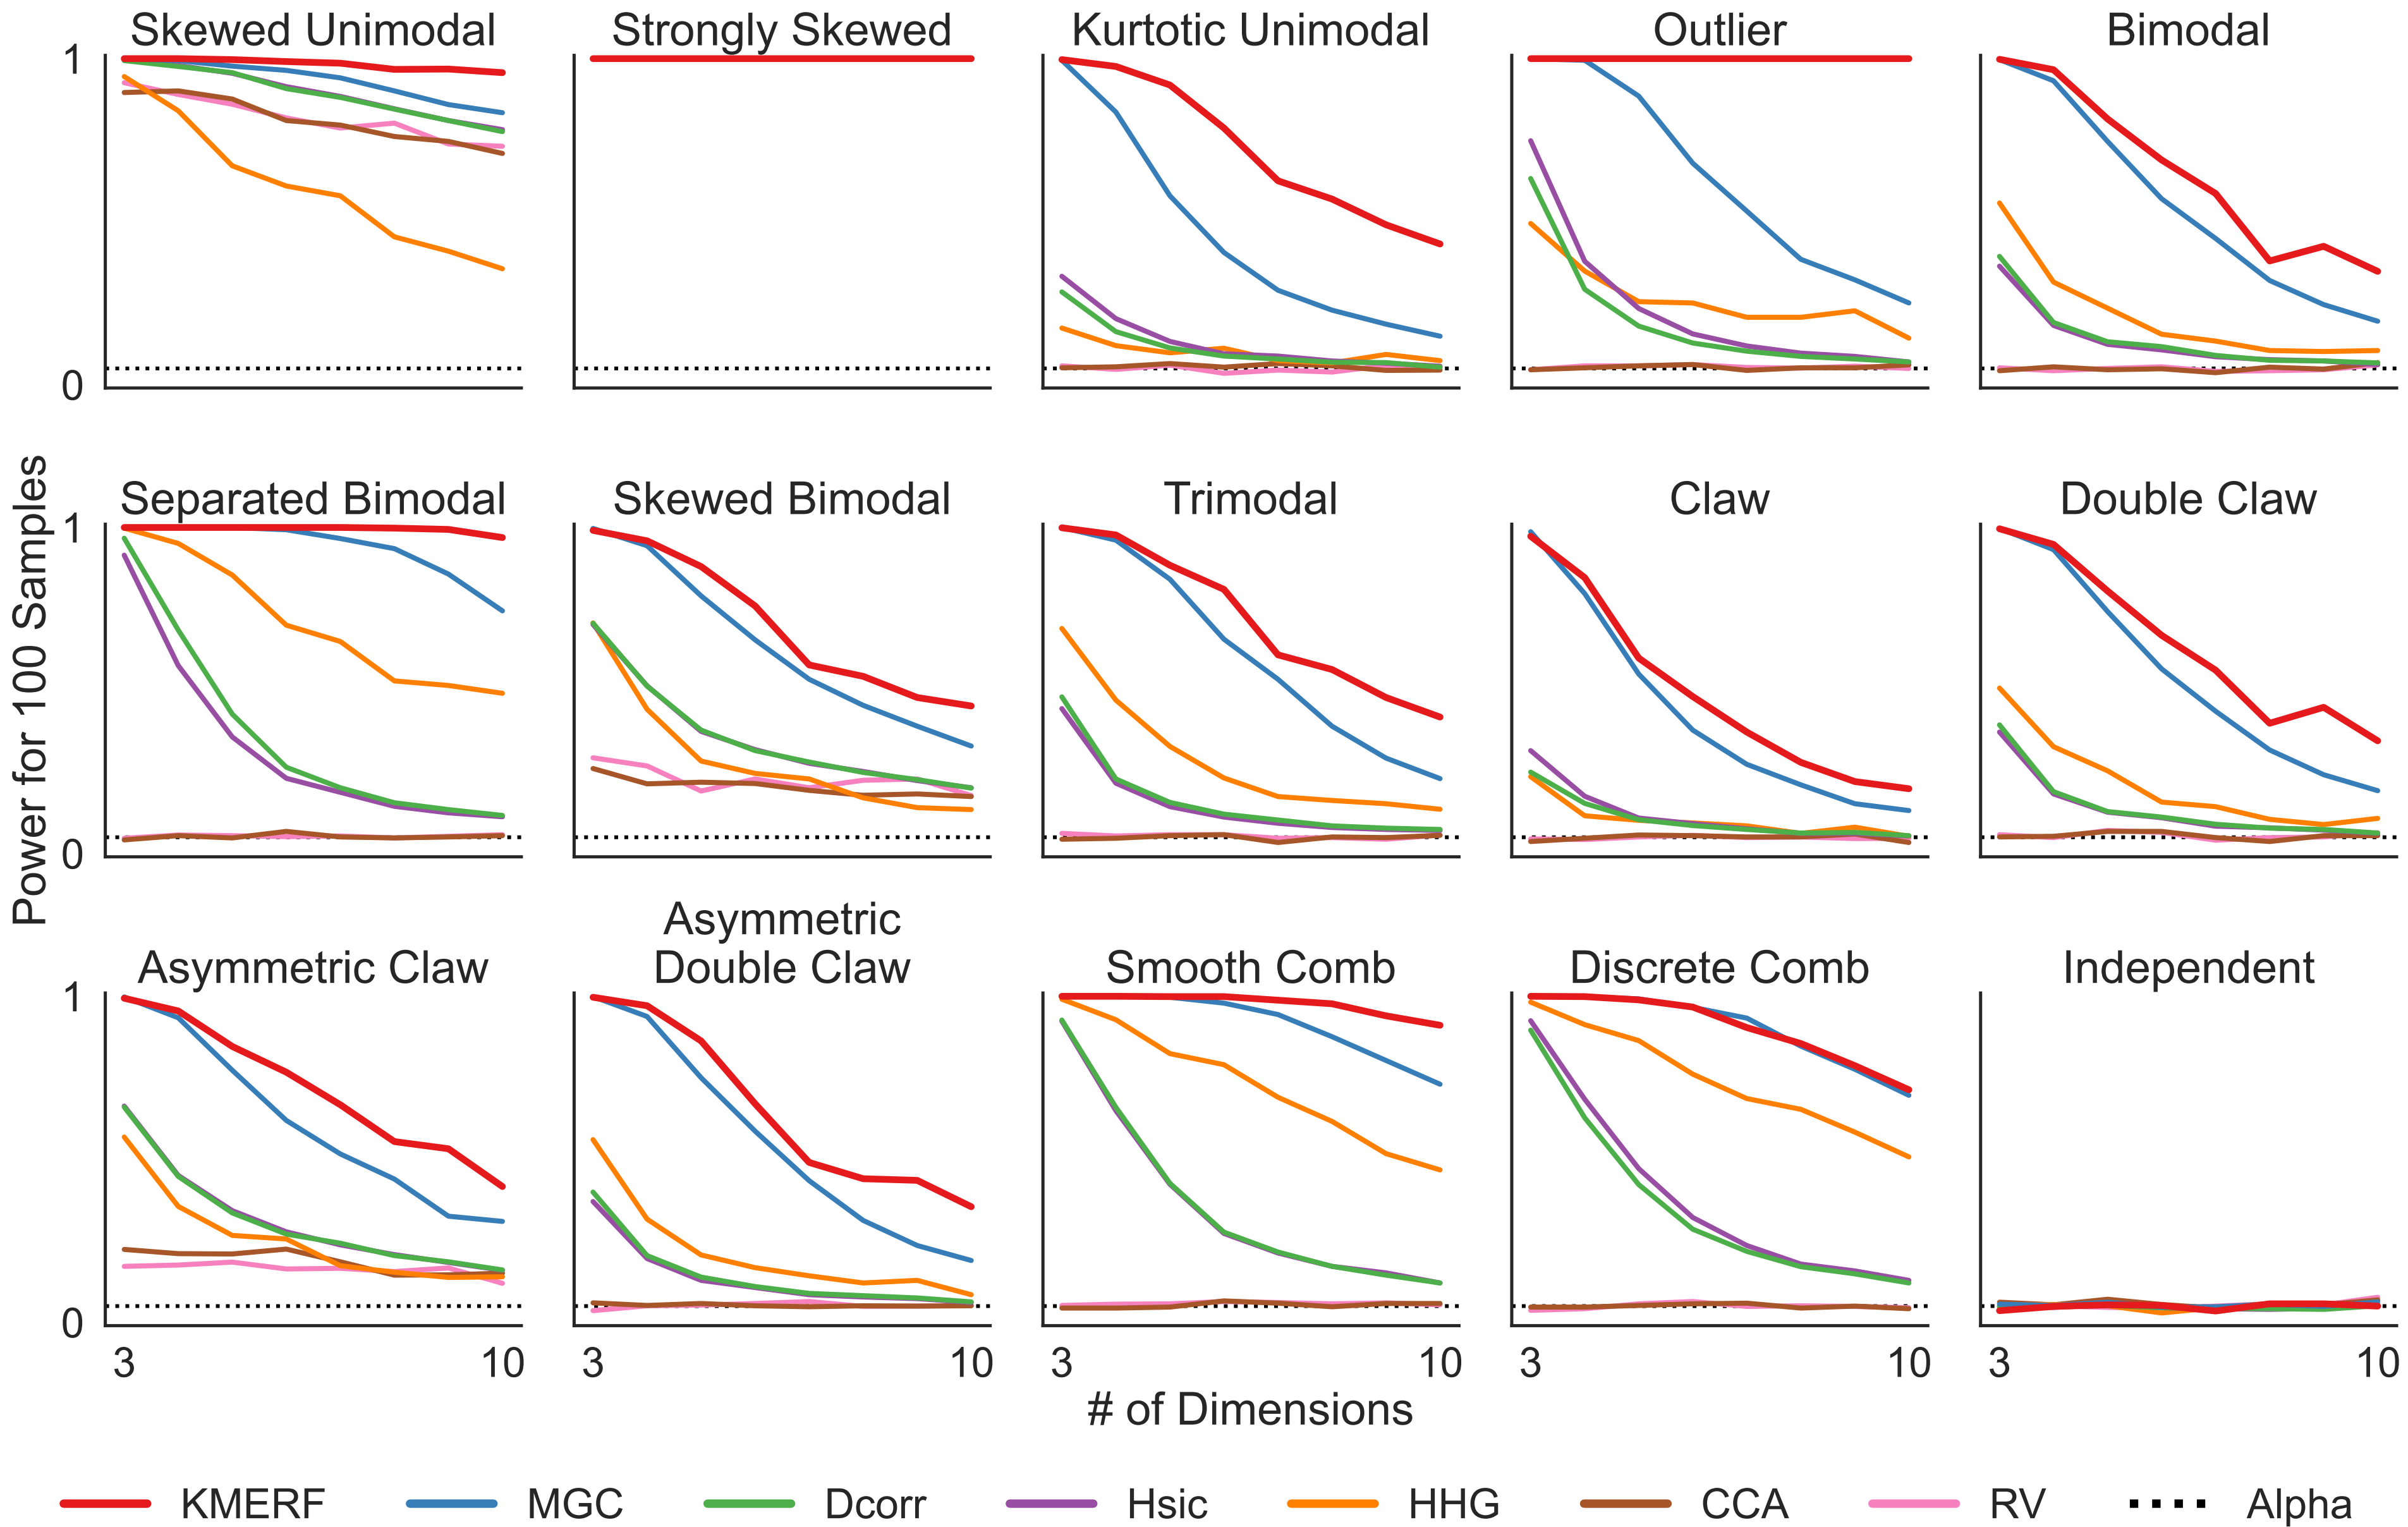 Skewed Unimodal
Strongly Skewed
Kurtotic Unimodal
Outlier
Bimodal
1
0
Power for 100 Samples
Separated Bimodal
Skewed Bimodal
Trimodal
Claw
Double Claw
1
0
Asymmetric Claw
Asymmetric
Double Claw
Smooth Comb
Discrete Comb
Independent
1
0
3 10
3 10
3 10
3 10
3 10
# of Dimensions
KMERF MGC Dcorr Hsic HHG CCA RV Alpha